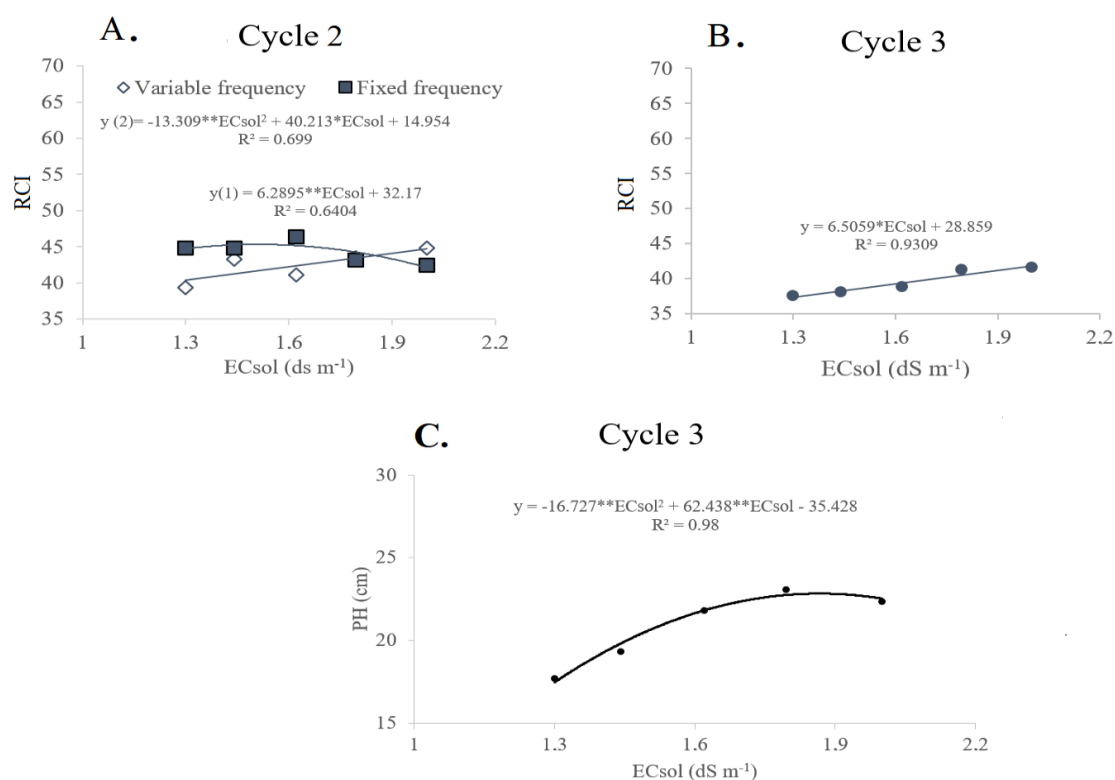 A.
Cycle 2
70
65
60
55
50
45
40
35
RCI
◇ Variable frequency ■ Fixed frequency
y (2)= -13.309**ECsol² + 40.213*ECsol + 14.954
R² = 0.699
y(1) = 6.2895**ECsol + 32.17
R² = 0.6404
1 1.3 1.6 1.9 2.2
ECsol (ds m⁻¹)
B.
Cycle 3
70
65
60
55
50
45
40
35
RCI
y = 6.5059*ECsol + 28.859
R² = 0.9309
1 1.3 1.6 1.9 2.2
ECsol (dS m⁻¹)
C.
Cycle 3
30
25
20
15
PH (cm)
y = -16.727**ECsol² + 62.438**ECsol - 35.428
R² = 0.98
1 1.3 1.6 1.9 2.2
ECsol (dS m⁻¹)